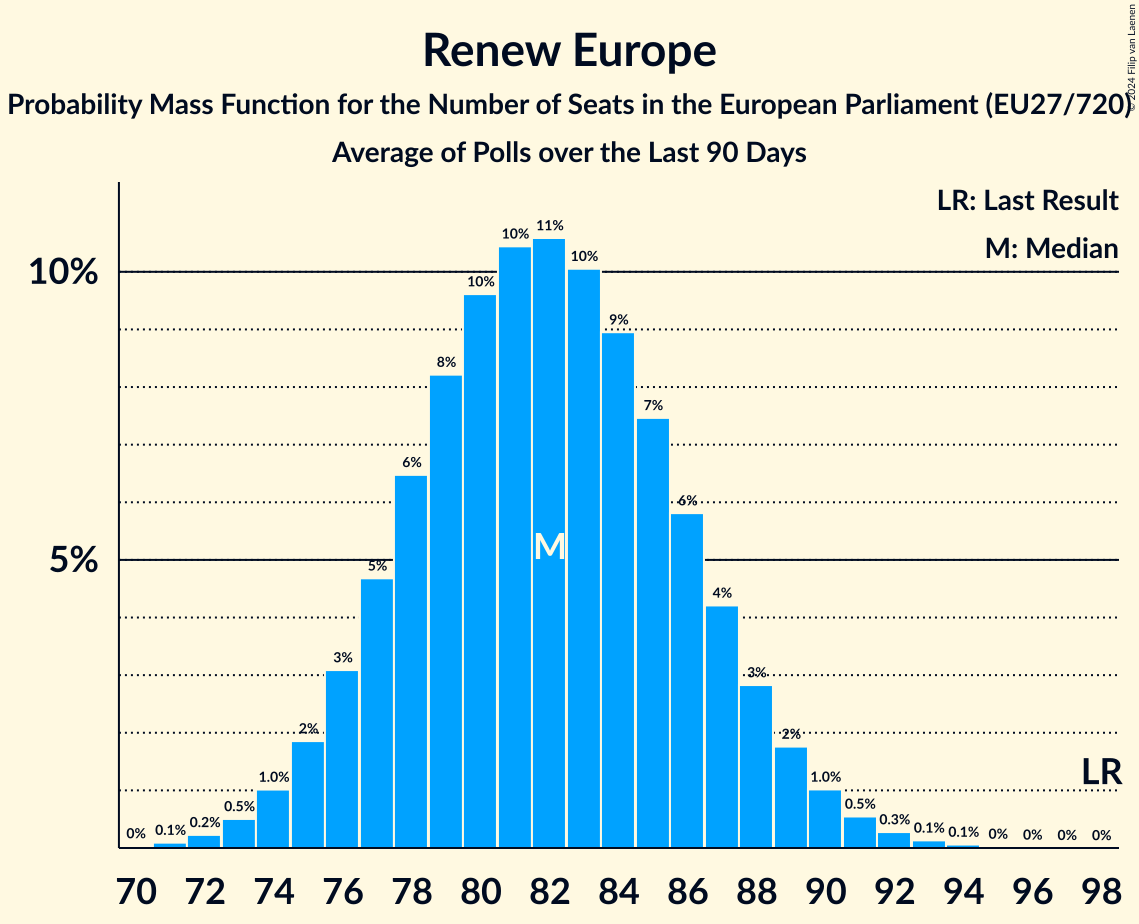 Renew Europe
Probability Mass Function for the Number of Seats in the European Parliament (EU27/720)
Average of Polls over the Last 90 Days
© 2024 Filip van Laenen
LR: Last Result
M: Median
10%
5%
0% 0.1% 0.2% 0.5% 1.0% 2% 3% 5% 6% 8% 10% 10% 11% 10% 9% 7% 6% 4% 3% 2% 1.0% 0.5% 0.3% 0.1% 0.1% 0% 0% 0% 0%
M
LR
70 72 74 76 78 80 82 84 86 88 90 92 94 96 98